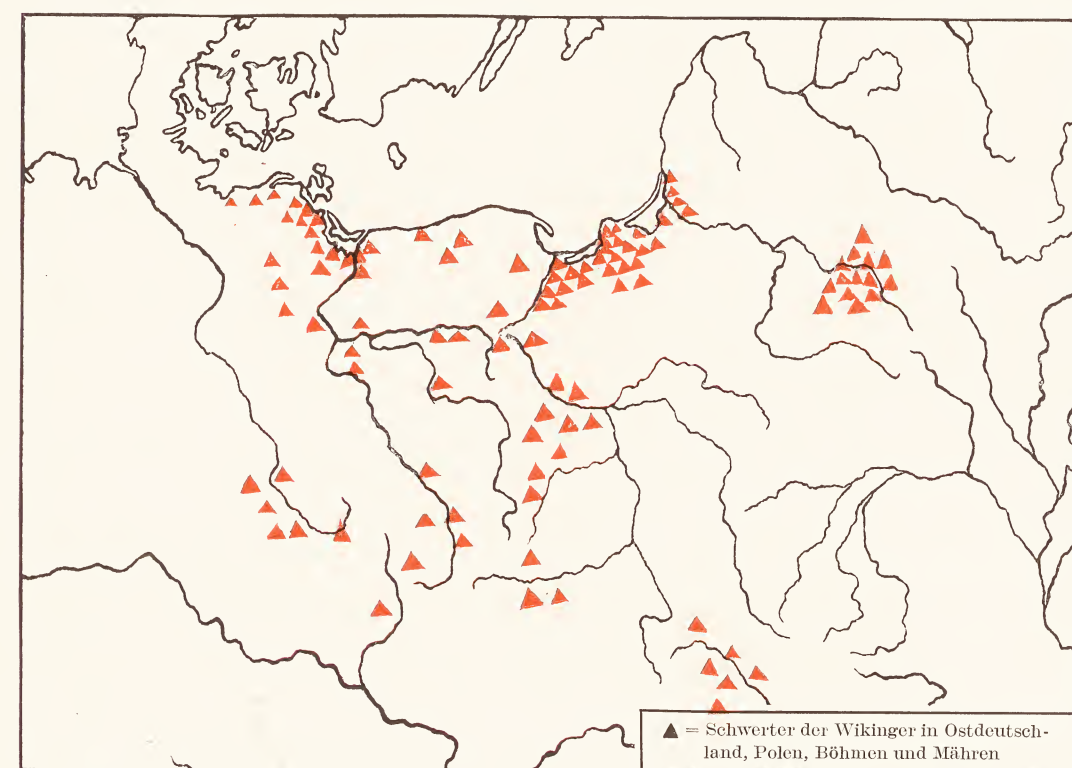 ▲ = Schwerter der Wikinger in Ostdeutsch-
land, Polen, Böhmen und Mähren